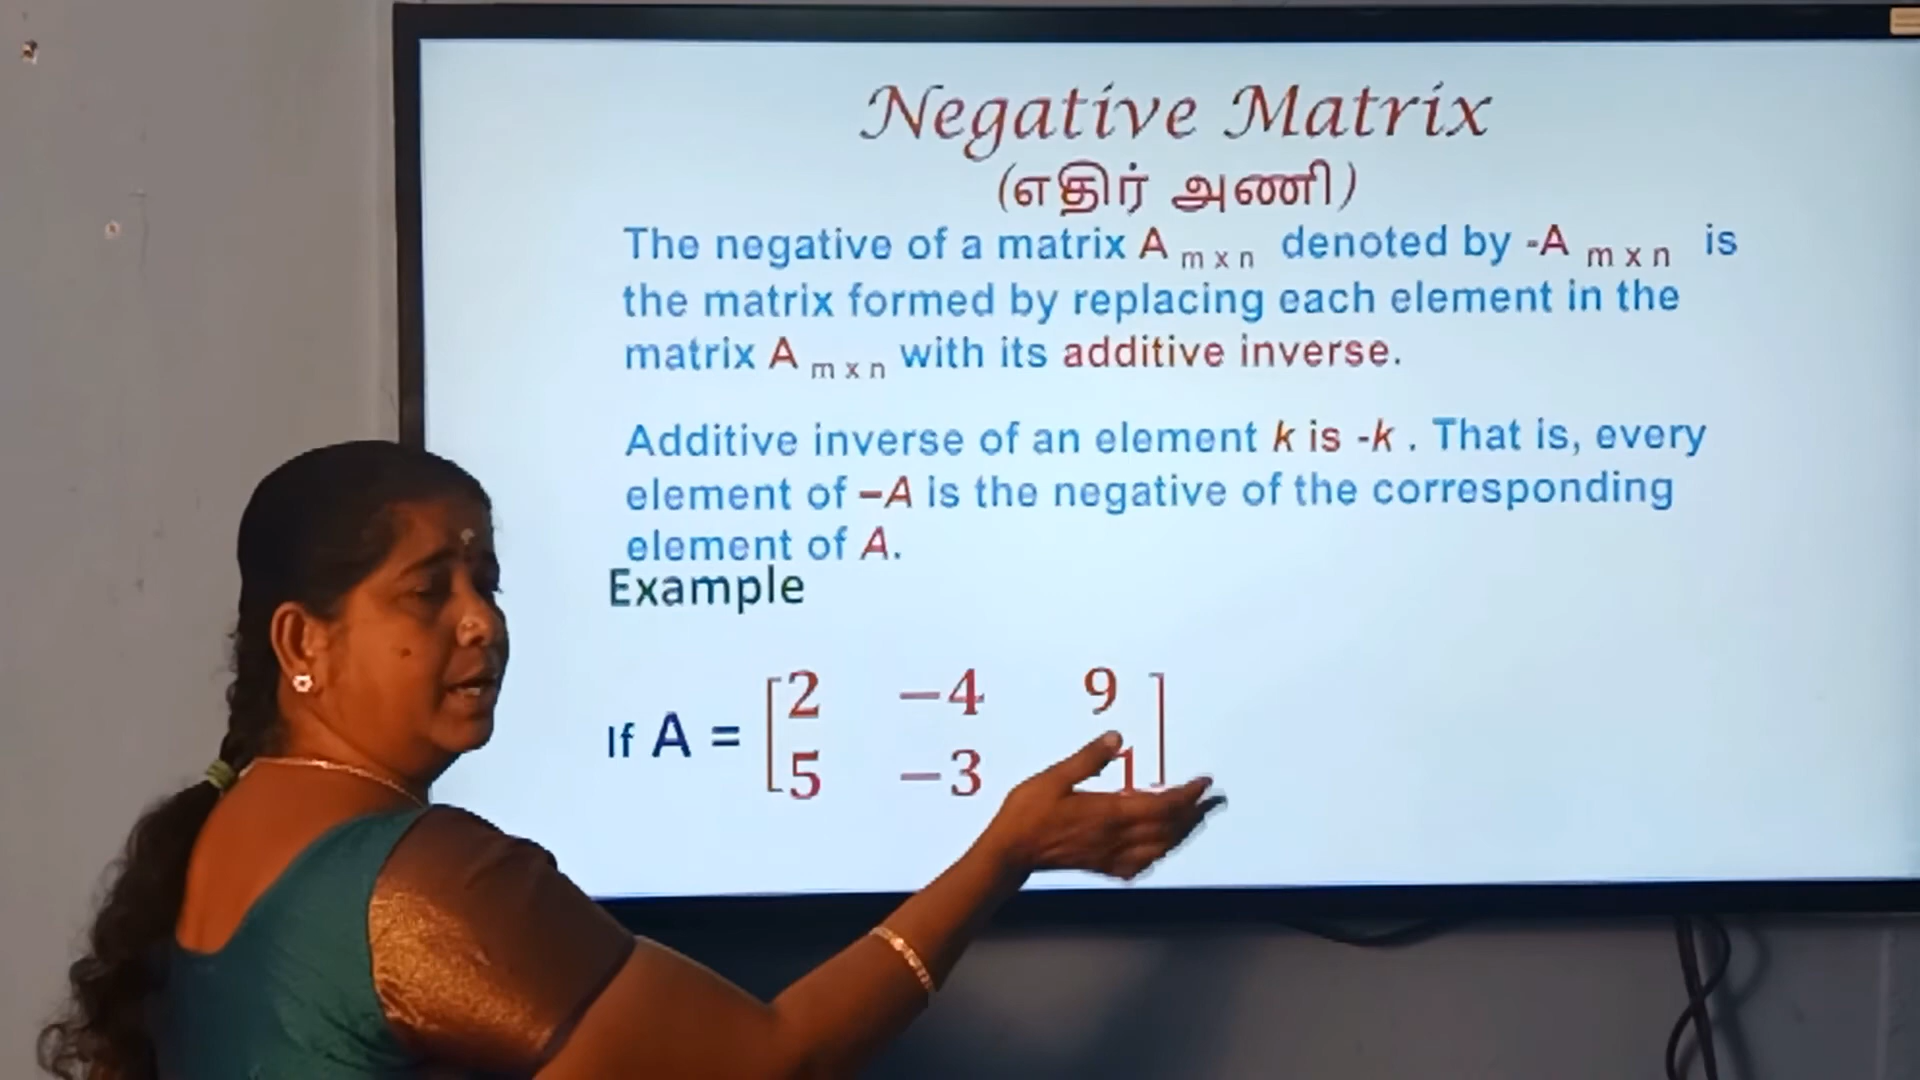 Negative Matrix
(எதிர் அணி)
The negative of a matrix A m x n denoted by -A m x n is
the matrix formed by replacing each element in the
matrix A m x n with its additive inverse.
Additive inverse of an element k is -k . That is, every
element of –A is the negative of the corresponding
element of A.
Example
If A = [2 −4 9
5 −3 1]